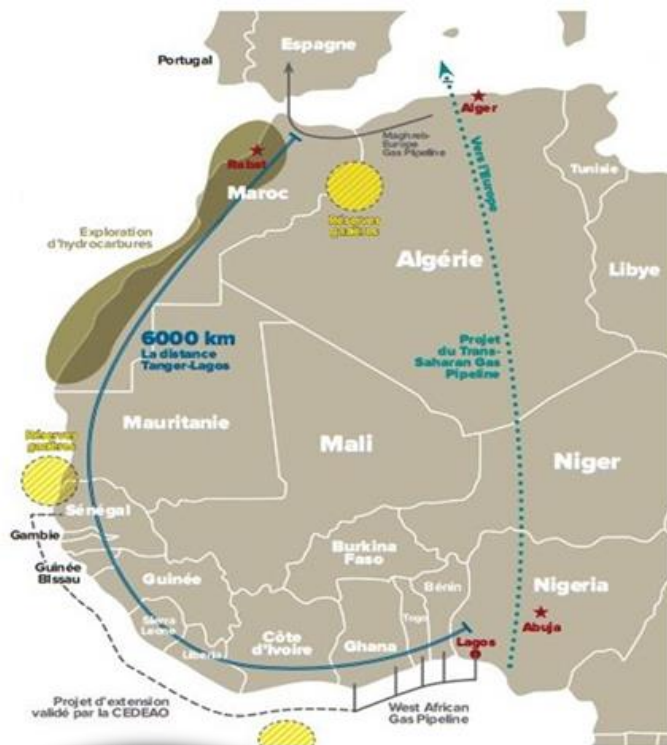 Espagne
Portugal
Alger
Maghreb-
Europe
Gas Pipeline
Vers l'Europe
Rabat
Tunisie
Maroc
Réserves
gazières
Exploration
d'hydrocarbures
Algérie
Libye
6000 km
La distance
Tanger-Lagos
Projet
du Trans-
Saharan Gas
Pipeline
Mauritanie
Réserves
gazières
Mali
Niger
Sénégal
Gambie
Guinée
Bissau
Burkina
Faso
Guinée
Bénin
Nigeria
Sierra
Leone
Togo
Abuja
Côte
d'Ivoire
Ghana
Lagos
Liberia
Projet d'extension
validé par la CEDEAO
West African
Gas Pipeline